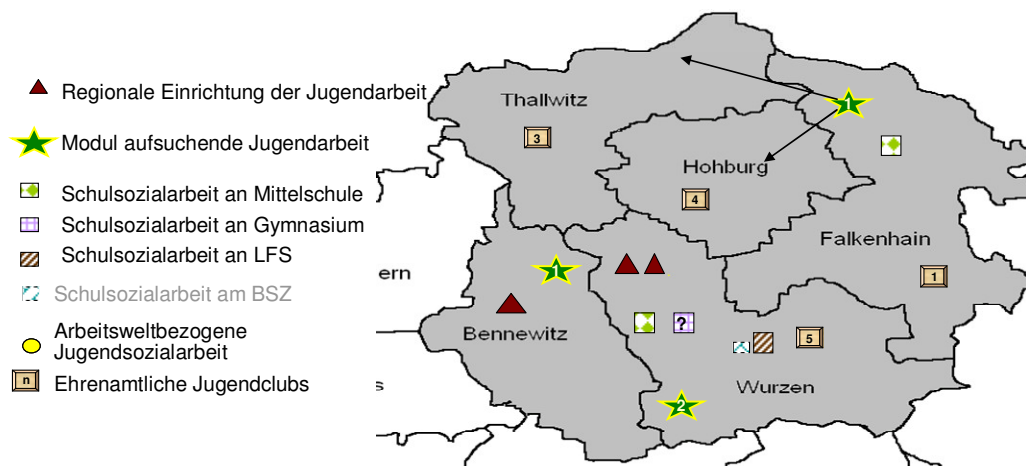 Regionale Einrichtung der Jugendarbeit
Modul aufsuchende Jugendarbeit
Schulsozialarbeit an Mittelschule
Schulsozialarbeit an Gymnasium
Schulsozialarbeit an LFS
Schulsozialarbeit am BSZ
Arbeitsweltbezogene
Jugendsozialarbeit
n
Ehrenamtliche Jugendclubs
Thallwitz
1
3
Hohburg
4
Falkenhain
ern
1
1
Bennewitz
?
5
s
Wurzen
2